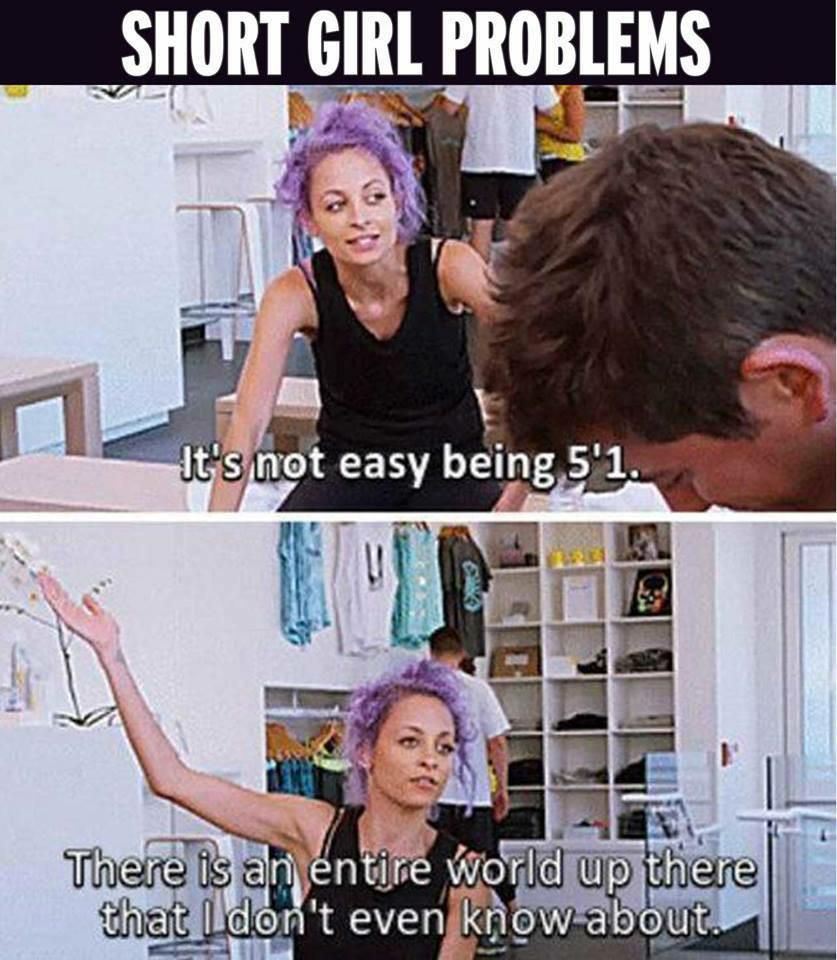 SHORT GIRL PROBLEMS
It's not easy being 5'1.
There is an entire world up there
that I don't even know about.